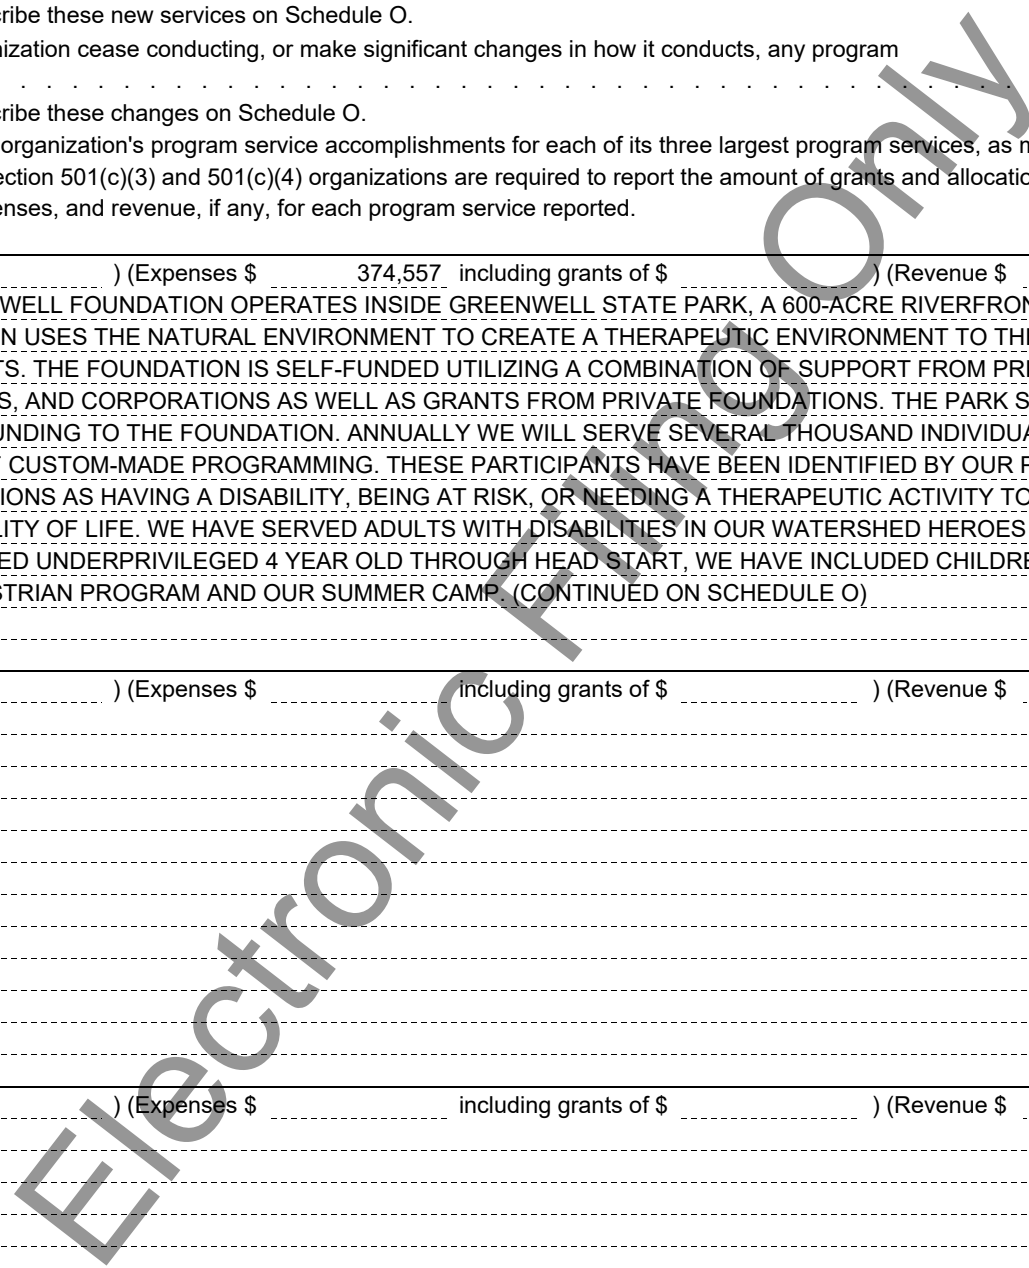 cribe these new services on Schedule O.
nization cease conducting, or make significant changes in how it conducts, any program
. . . . . . . . . . . . . . . . . . . . . . . . . . . . . . . . . . . . . . .
cribe these changes on Schedule O.
organization's program service accomplishments for each of its three largest program services, as m
ection 501(c)(3) and 501(c)(4) organizations are required to report the amount of grants and allocatio
enses, and revenue, if any, for each program service reported.
) (Expenses $ 374,557 including grants of $ ) (Revenue $
WELL FOUNDATION OPERATES INSIDE GREENWELL STATE PARK, A 600-ACRE RIVERFRON
N USES THE NATURAL ENVIRONMENT TO CREATE A THERAPEUTIC ENVIRONMENT TO TH
TS. THE FOUNDATION IS SELF-FUNDED UTILIZING A COMBINATION OF SUPPORT FROM PRI
S, AND CORPORATIONS AS WELL AS GRANTS FROM PRIVATE FOUNDATIONS. THE PARK S
UNDING TO THE FOUNDATION. ANNUALLY WE WILL SERVE SEVERAL THOUSAND INDIVIDUA
CUSTOM-MADE PROGRAMMING. THESE PARTICIPANTS HAVE BEEN IDENTIFIED BY OUR P
IONS AS HAVING A DISABILITY, BEING AT RISK, OR NEEDING A THERAPEUTIC ACTIVITY TO
LITY OF LIFE. WE HAVE SERVED ADULTS WITH DISABILITIES IN OUR WATERSHED HEROES
ED UNDERPRIVILEGED 4 YEAR OLD THROUGH HEAD START, WE HAVE INCLUDED CHILDRE
STRIAN PROGRAM AND OUR SUMMER CAMP. (CONTINUED ON SCHEDULE O)
) (Expenses $ including grants of $ ) (Revenue $
) (Expenses $ including grants of $ ) (Revenue $
Electronic Filing Only